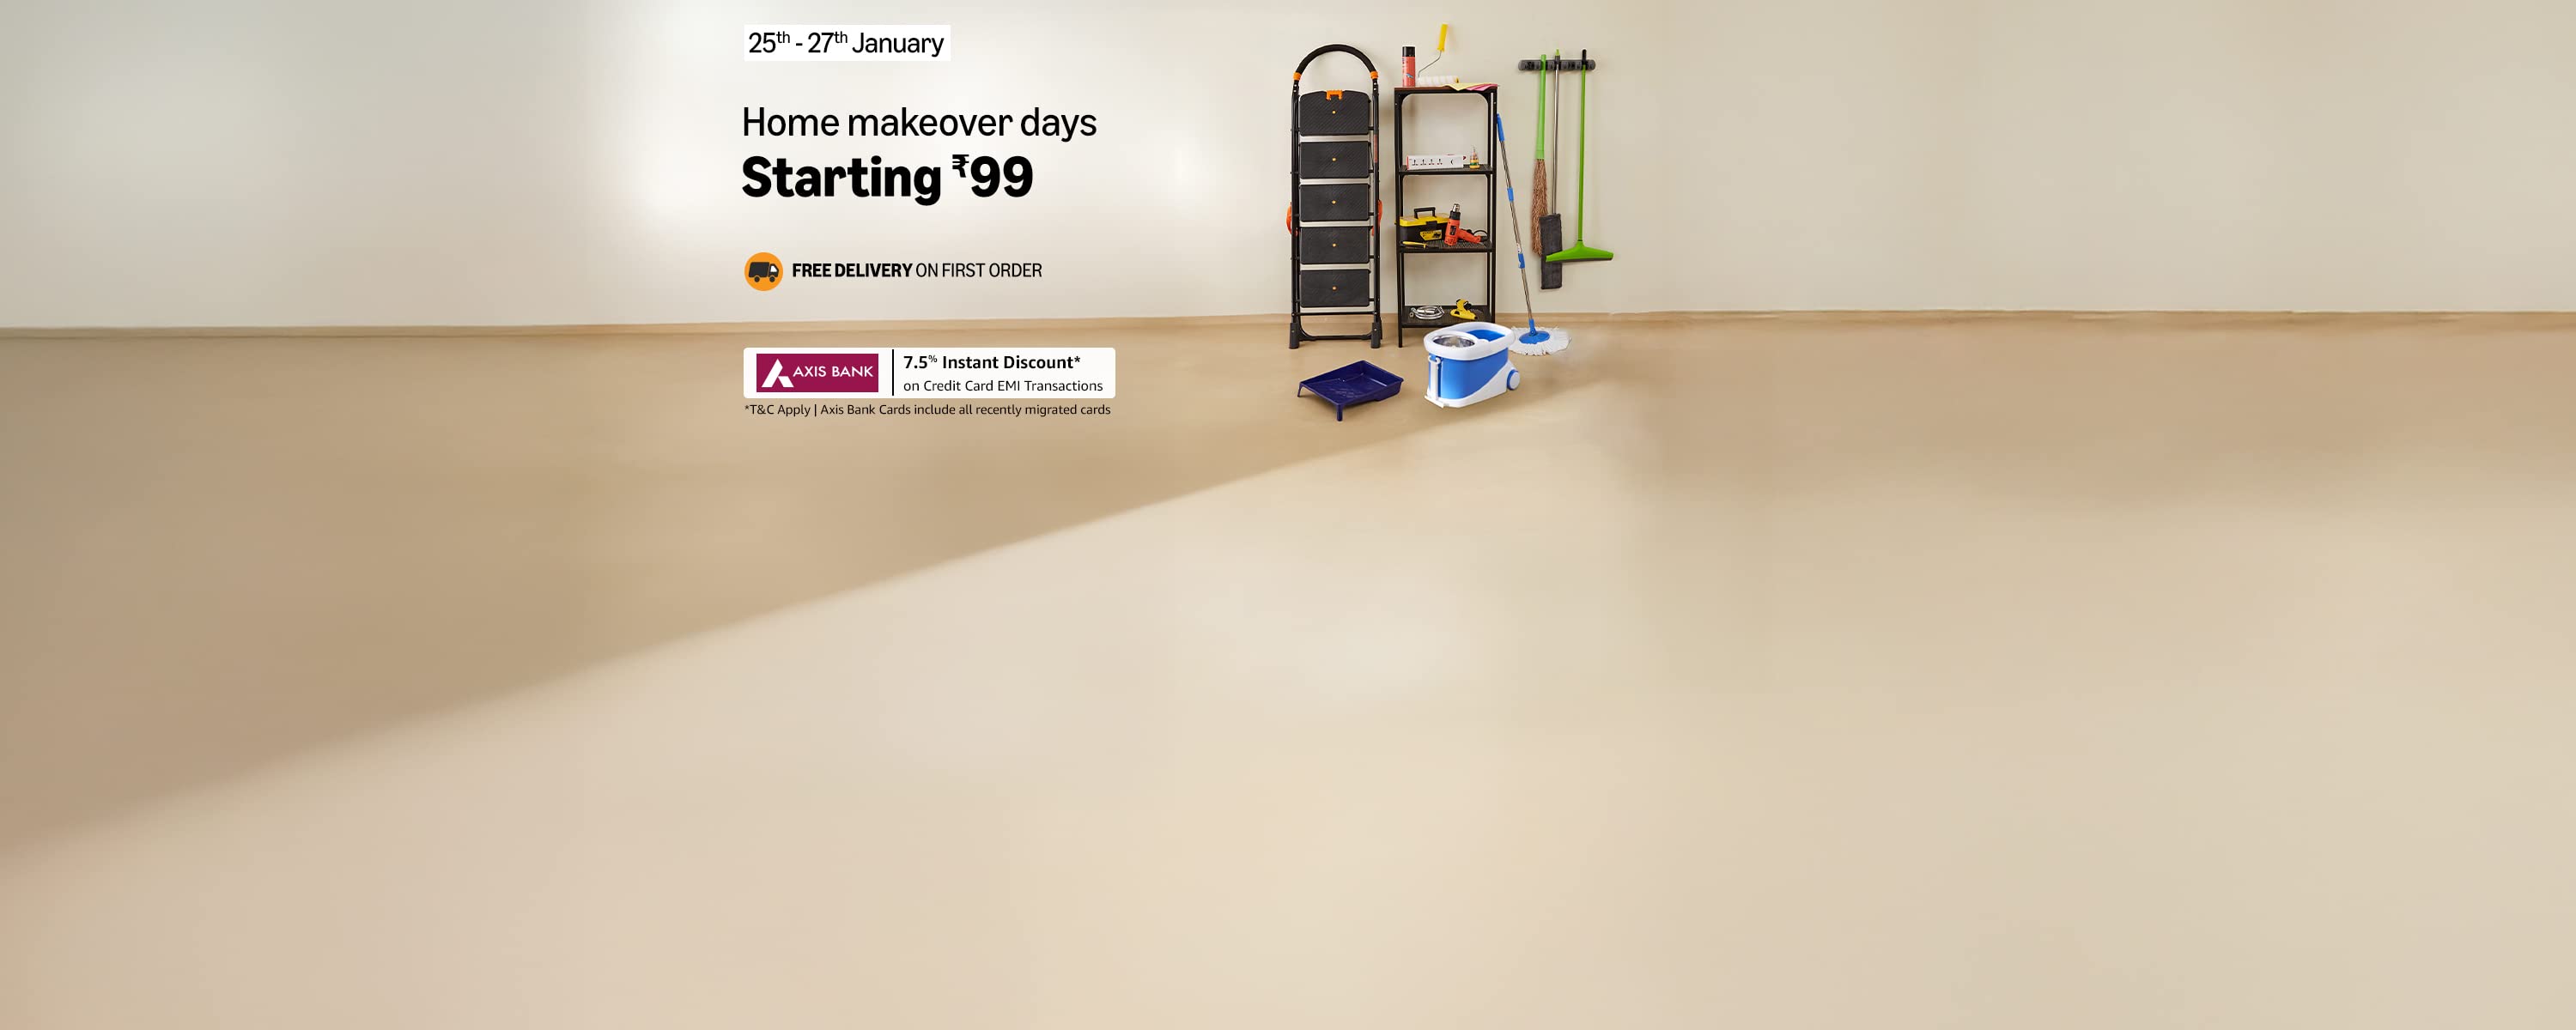 25th - 27th January
Home makeover days
Starting ₹99
FREE DELIVERY ON FIRST ORDER
AXIS BANK
7.5% Instant Discount*
on Credit Card EMI Transactions
*T&C Apply | Axis Bank Cards include all recently migrated cards